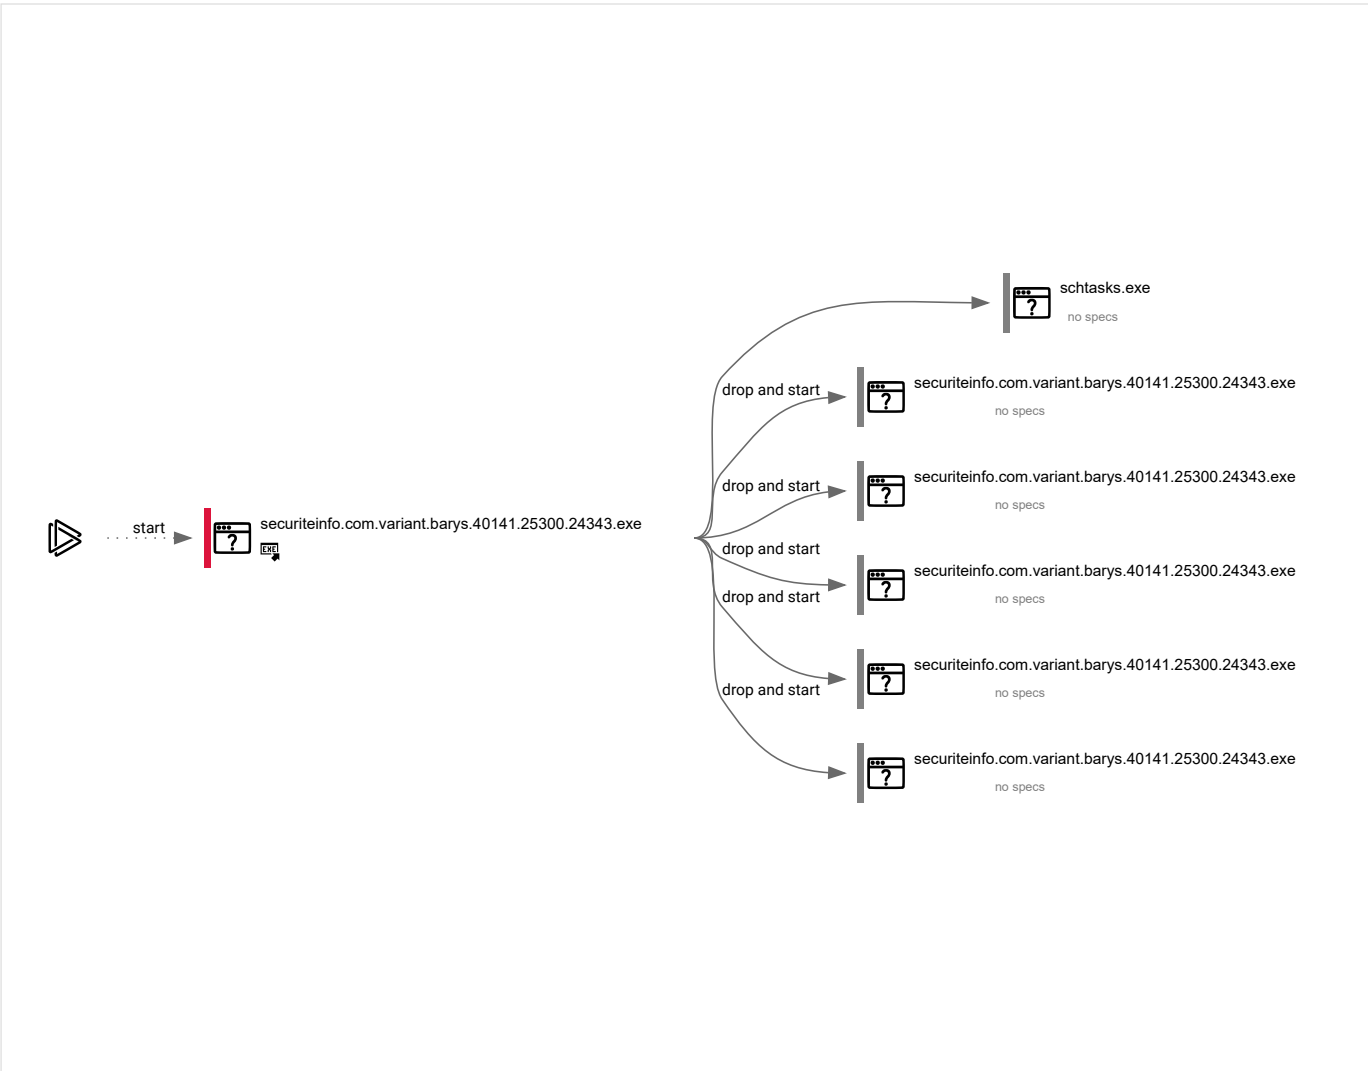 start
securiteinfo.com.variant.barys.40141.25300.24343.exe
EXE
schtasks.exe
no specs
drop and start
securiteinfo.com.variant.barys.40141.25300.24343.exe
no specs
drop and start
securiteinfo.com.variant.barys.40141.25300.24343.exe
no specs
drop and start
securiteinfo.com.variant.barys.40141.25300.24343.exe
no specs
drop and start
securiteinfo.com.variant.barys.40141.25300.24343.exe
no specs
drop and start
securiteinfo.com.variant.barys.40141.25300.24343.exe
no specs